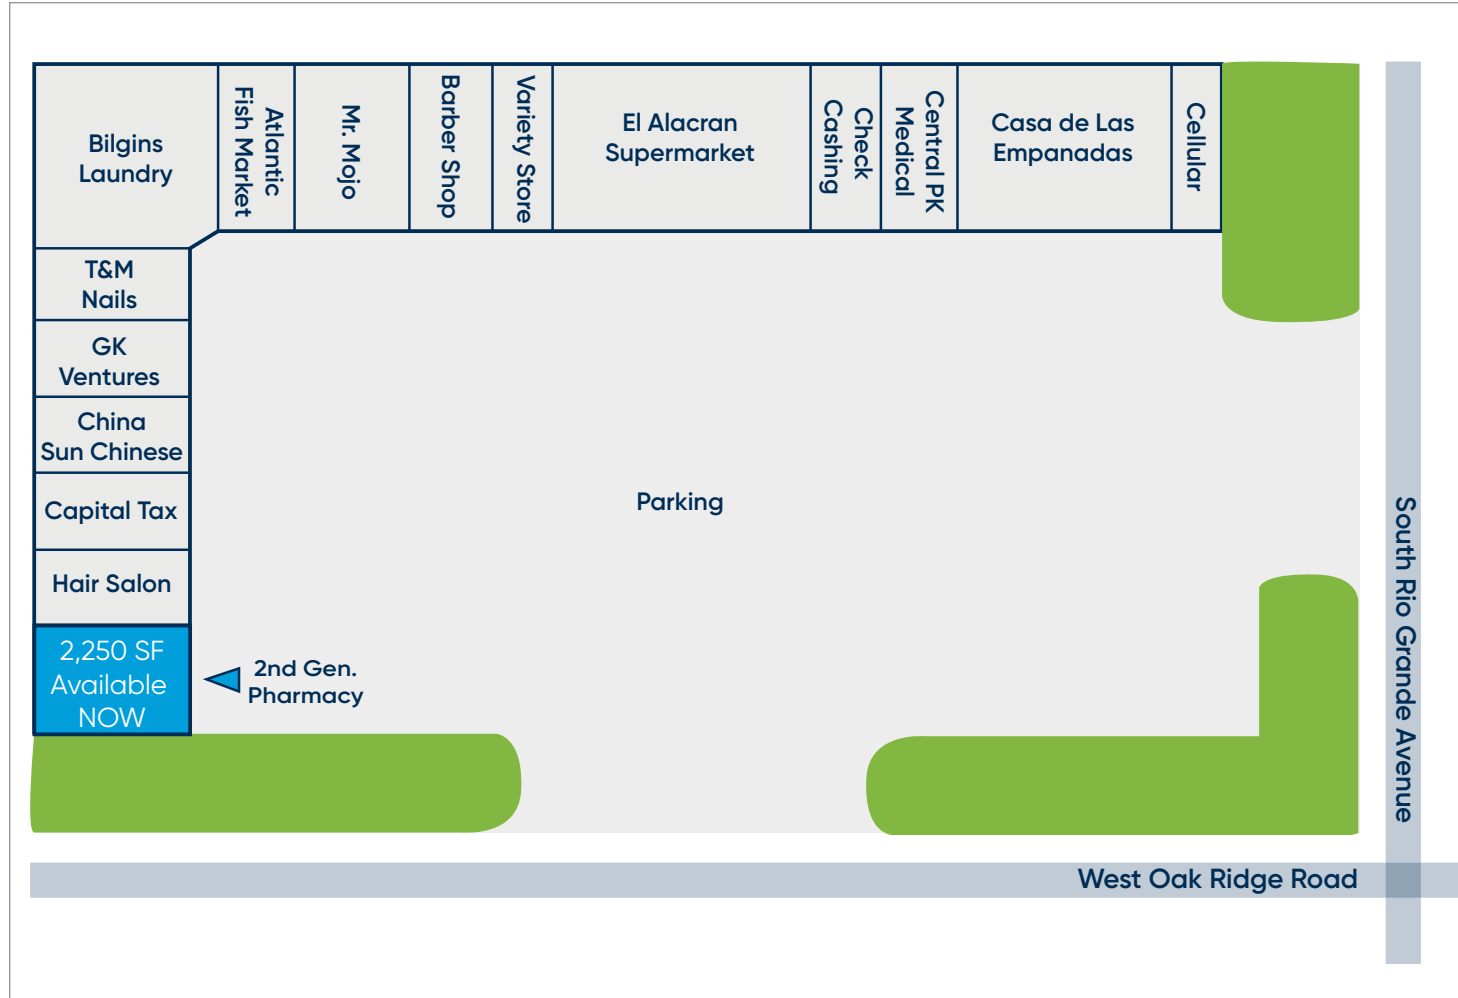 Bilgins
Laundry
Atlantic
Fish Market
Mr. Mojo
Barber Shop
Variety Store
El Alacran
Supermarket
Check
Cashing
Central PK
Medical
Casa de Las
Empanadas
Cellular
T&M
Nails
GK
Ventures
China
Sun Chinese
Capital Tax
Hair Salon
2,250 SF
Available
NOW
2nd Gen.
Pharmacy
Parking
South Rio Grande Avenue
West Oak Ridge Road